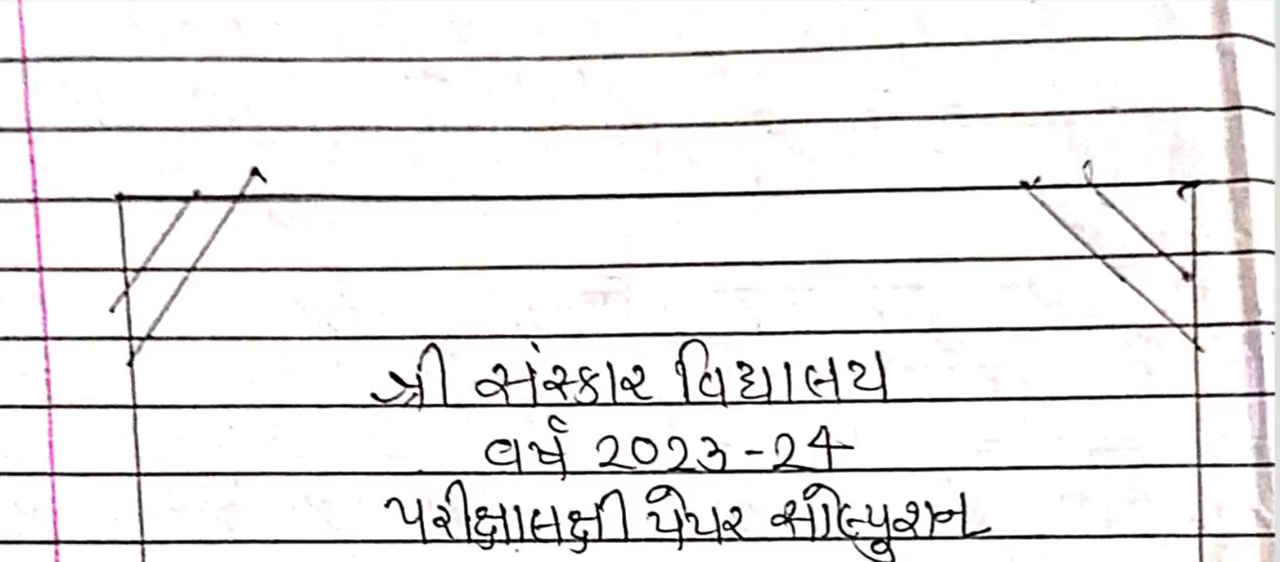 શ્રી સંસ્કાર વિદ્યાલય
વર્ષ 2023-24
પરીક્ષાલક્ષી પેપર સોલ્યુશન